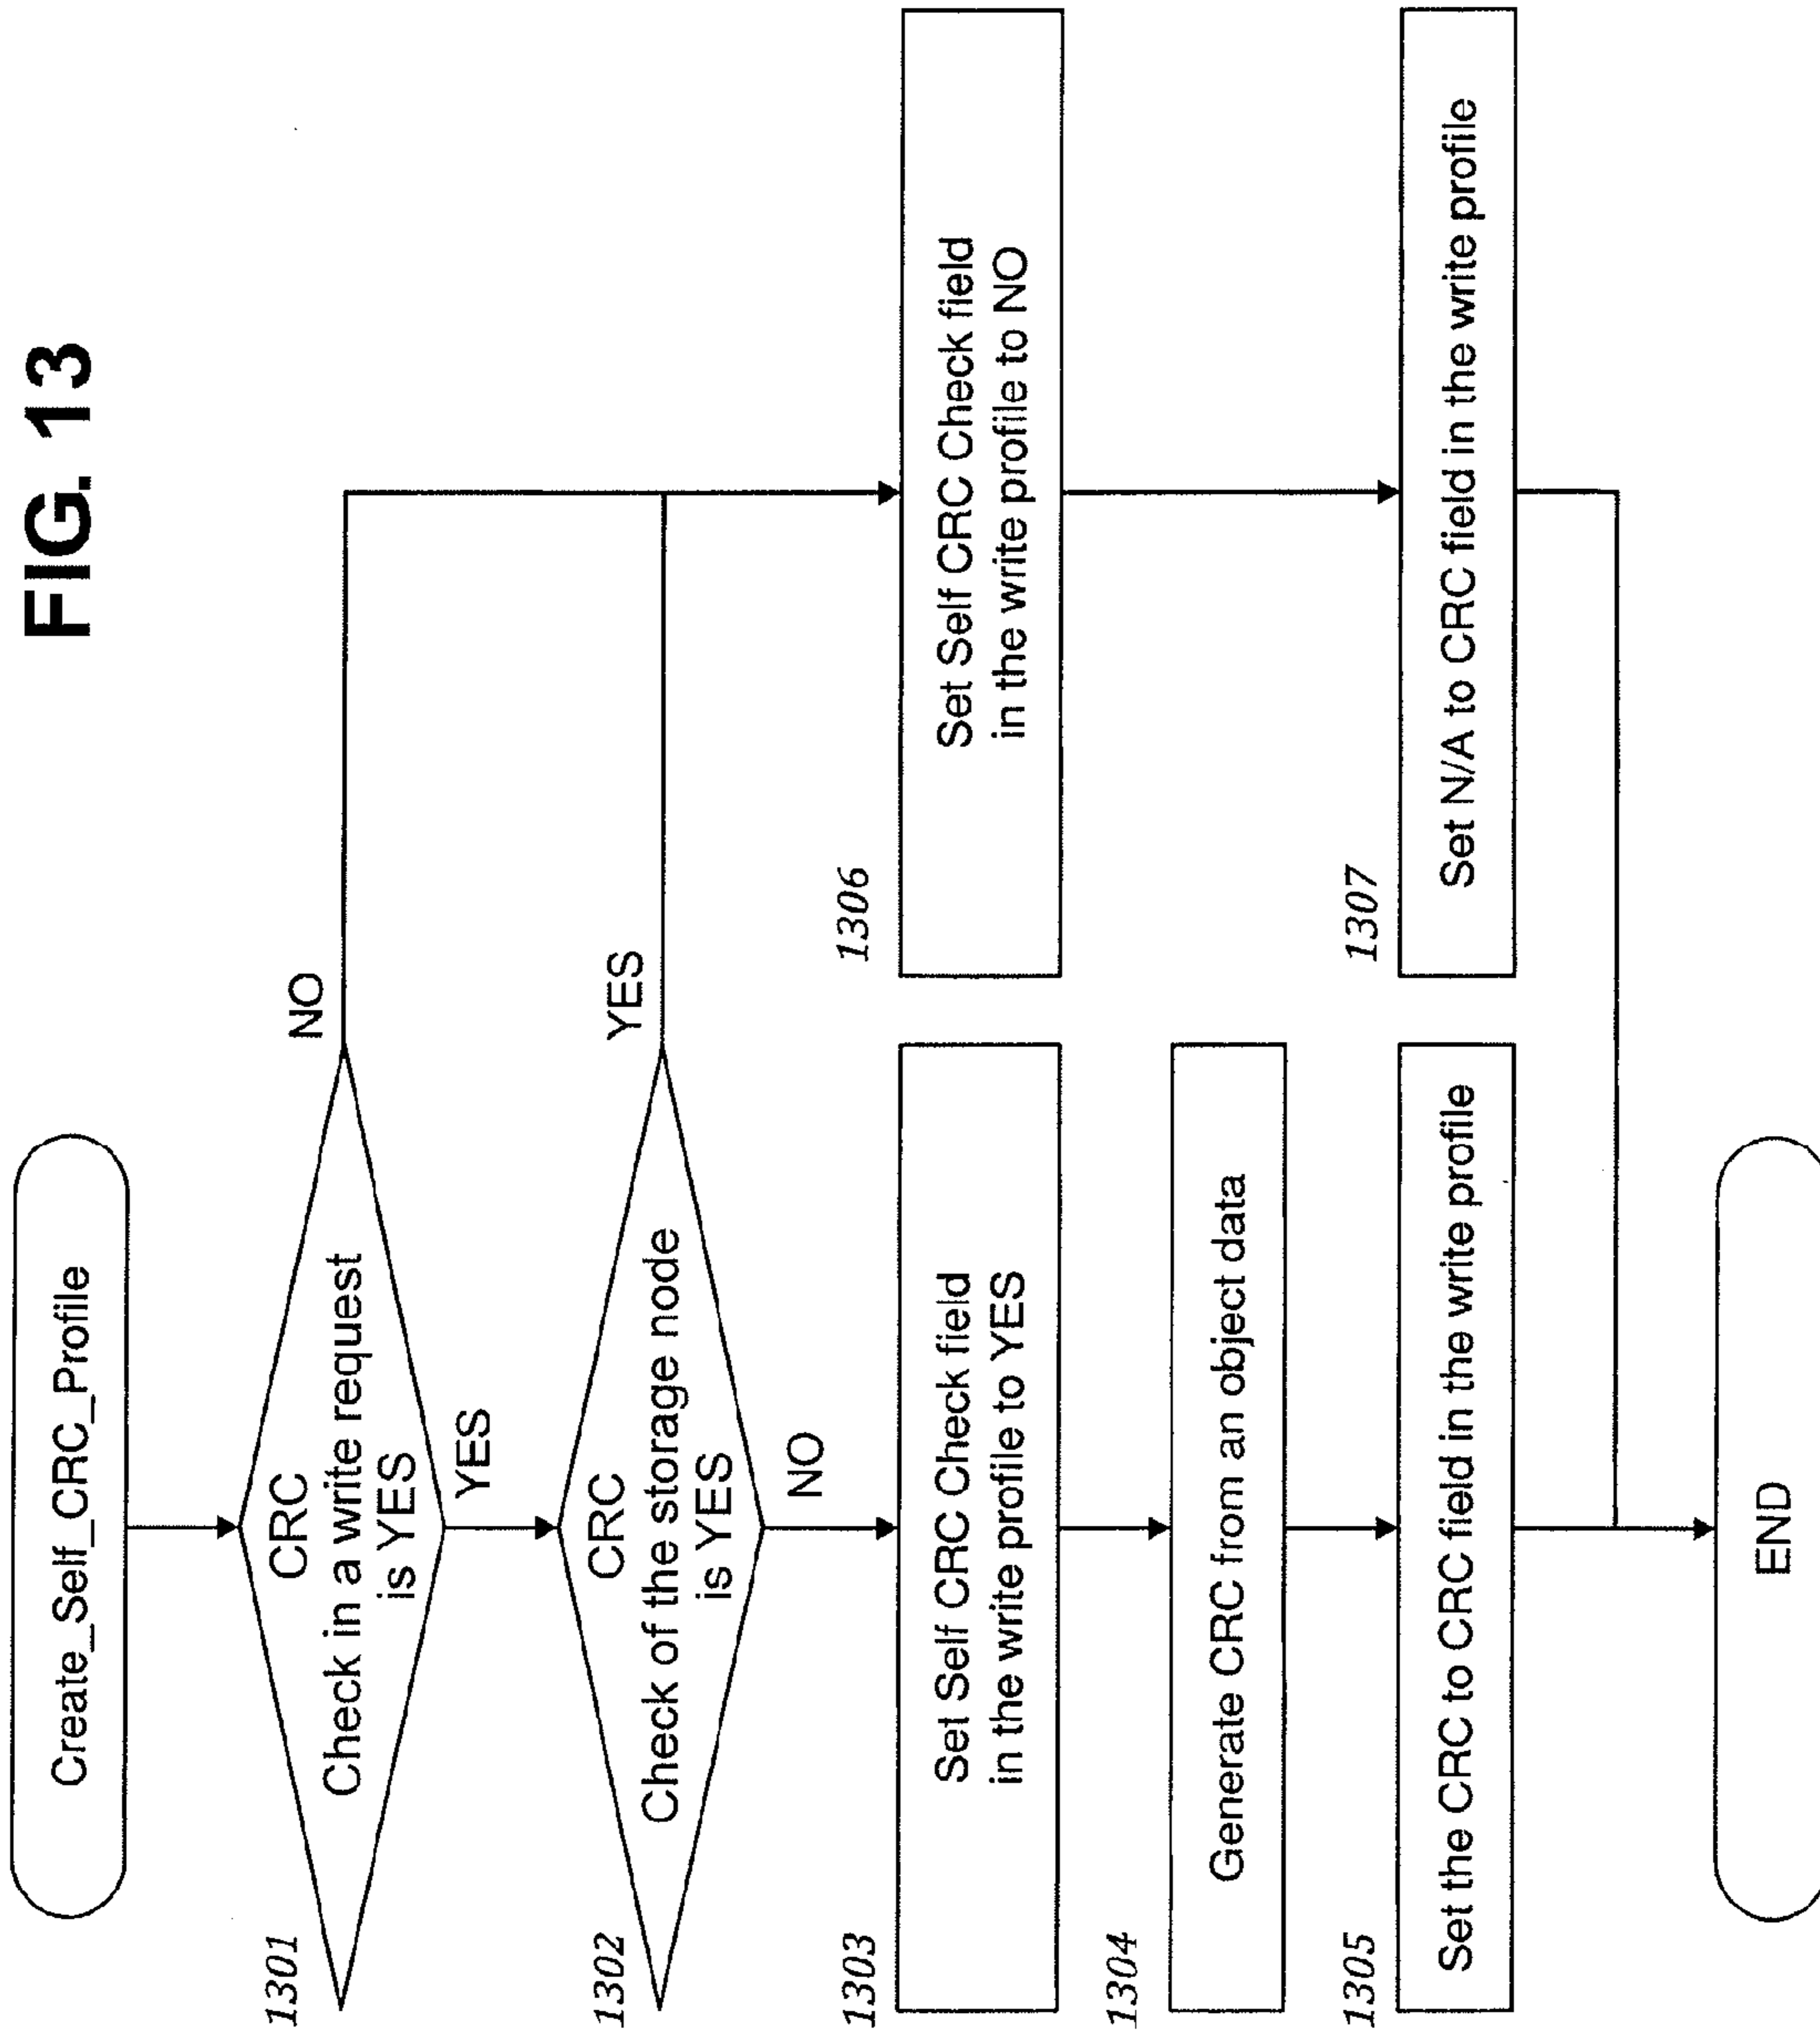 FIG. 13
Create_Self_CRC_Profile
1301
CRC
Check in a write request
is YES
NO
YES
1302
CRC
Check of the storage node
is YES
YES
NO
1303
Set Self CRC Check field
in the write profile to YES
1306
Set Self CRC Check field
in the write profile to NO
1304
Generate CRC from an object data
1305
Set the CRC to CRC field in the write profile
1307
Set N/A to CRC field in the write profile
END